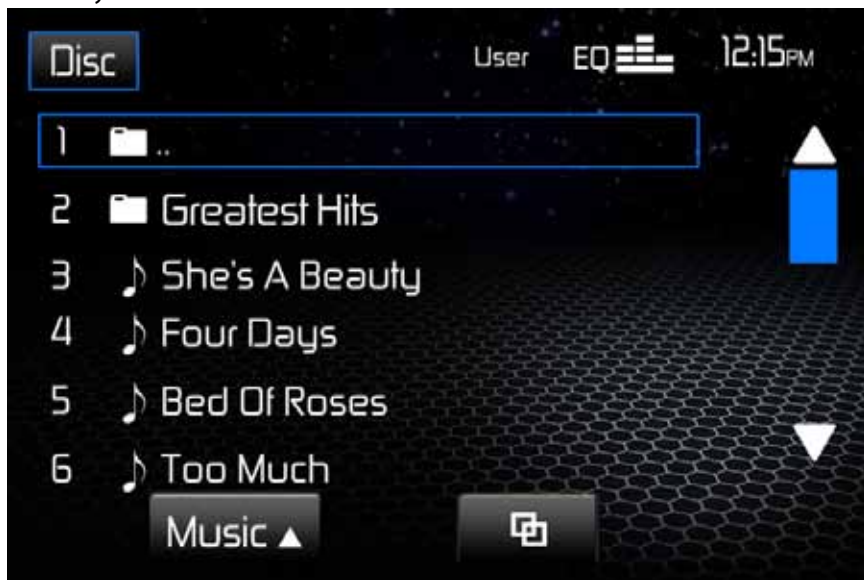 Disc User EQ 12:15PM
1 ..
2 Greatest Hits
3 She's A Beauty
4 Four Days
5 Bed Of Roses
6 Too Much
Music ▲